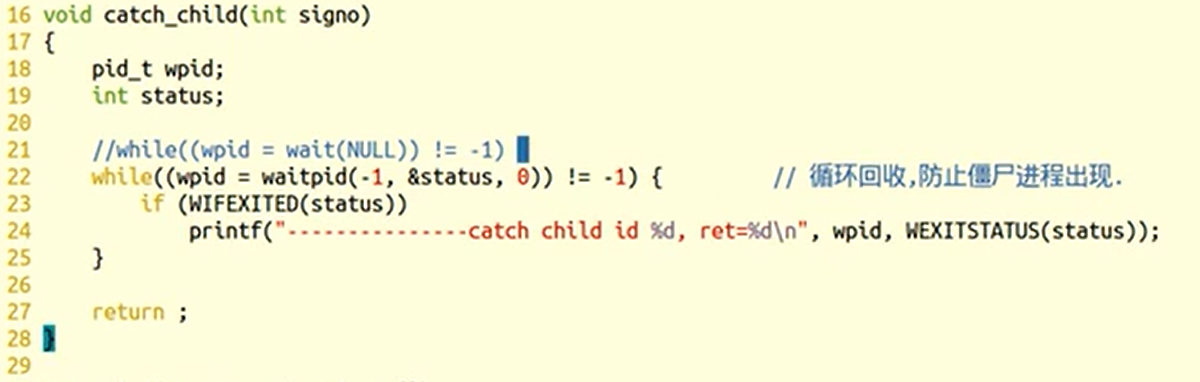 16 void catch_child(int signo)
17 {
18     pid_t wpid;
19     int status;
20
21     //while((wpid = wait(NULL)) != -1)
22     while((wpid = waitpid(-1, &status, 0)) != -1) {         // 循环回收,防止僵尸进程出现.
23         if (WIFEXITED(status))
24             printf("---------------catch child id %d, ret=%d\n", wpid, WEXITSTATUS(status));
25     }
26
27     return ;
28 }
29